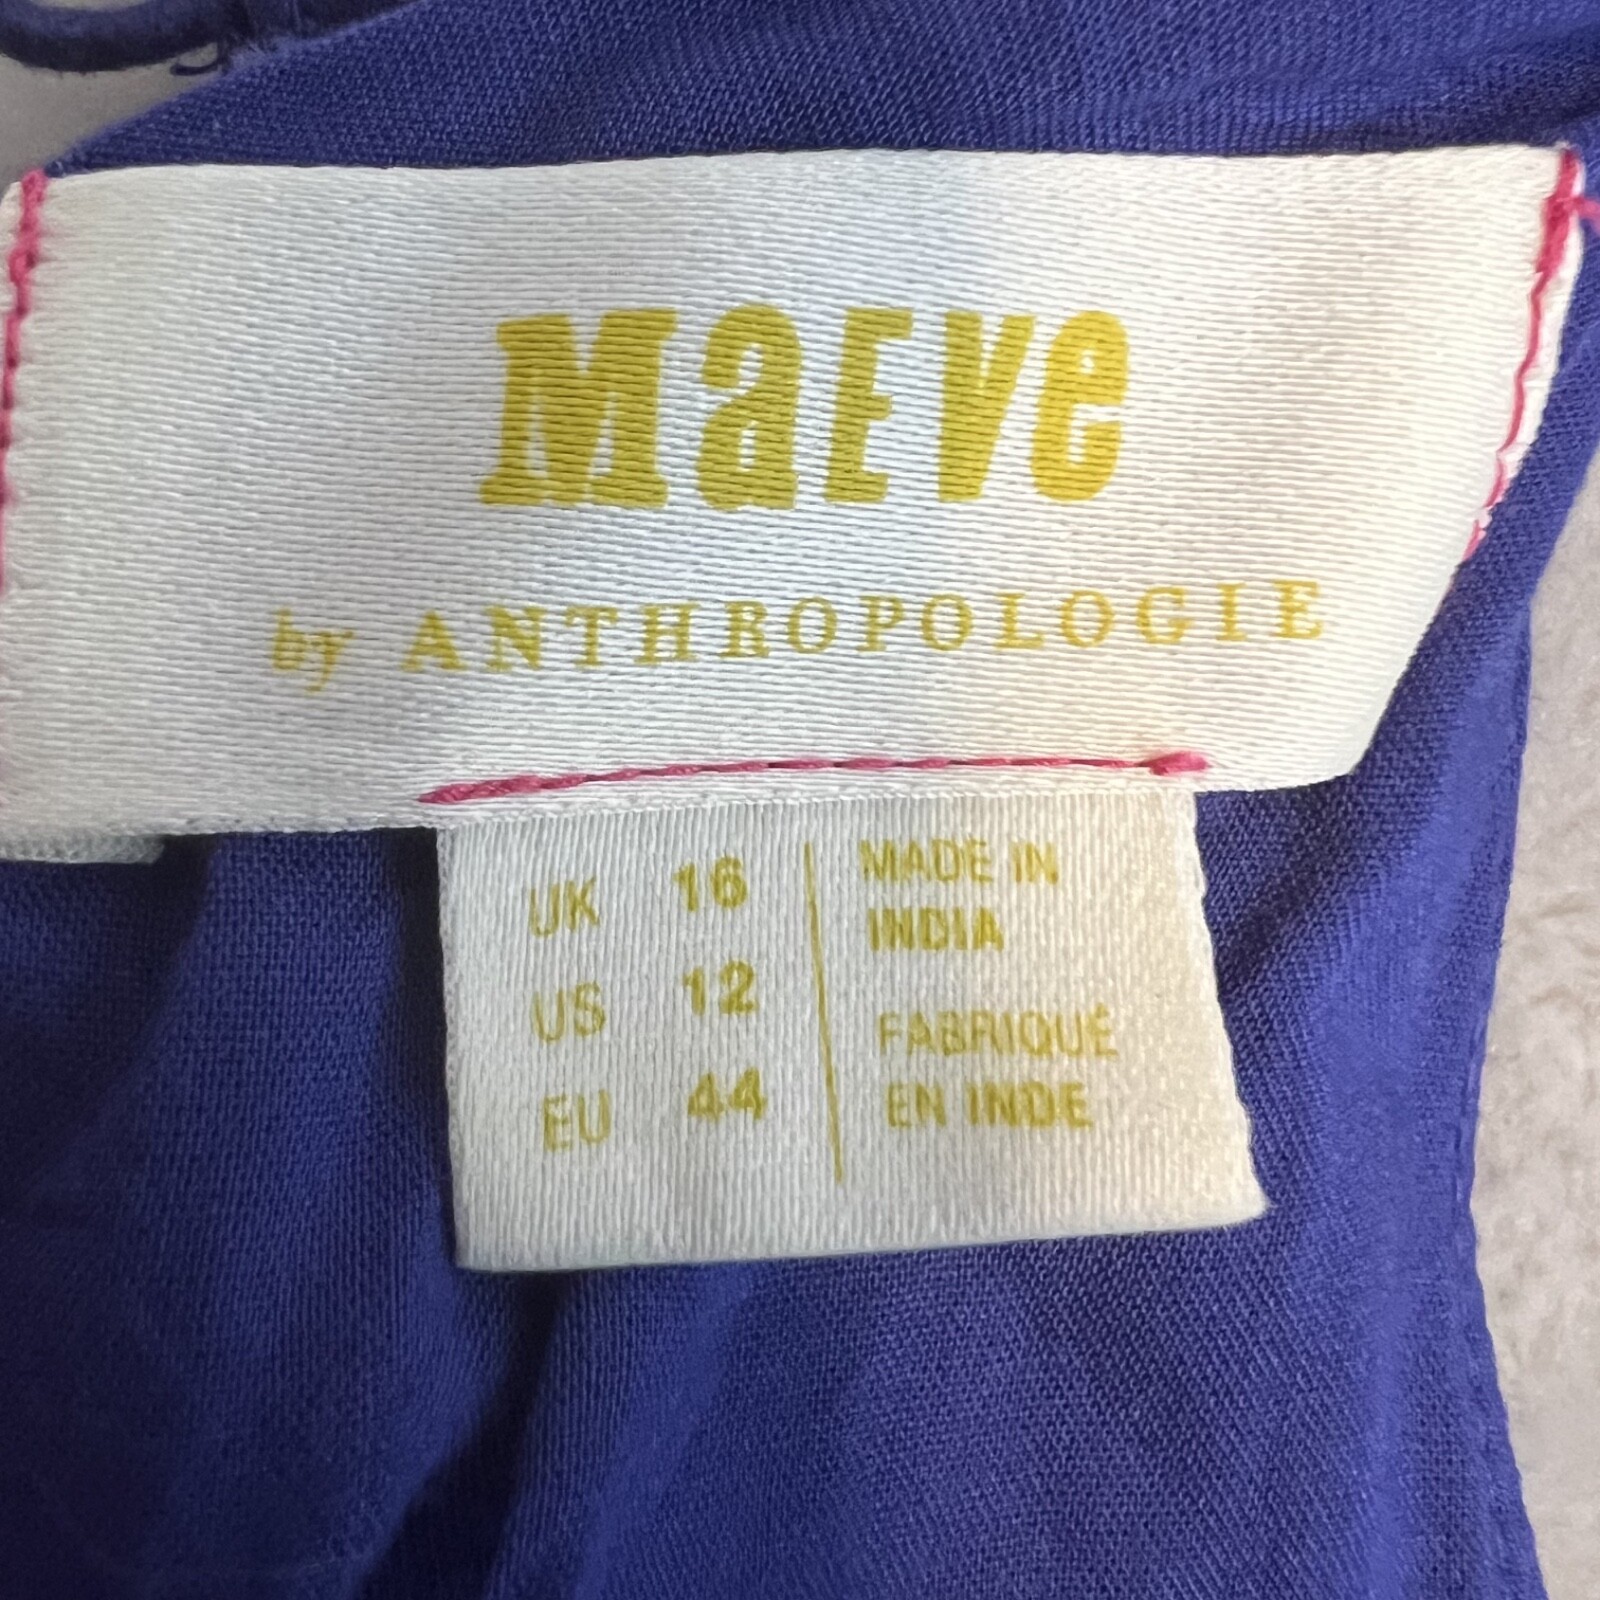 MaEVe
by ANTHROPOLOGIE
UK 16
US 12
EU 44
MADE IN
INDIA
FABRIQUÉ
EN INDE